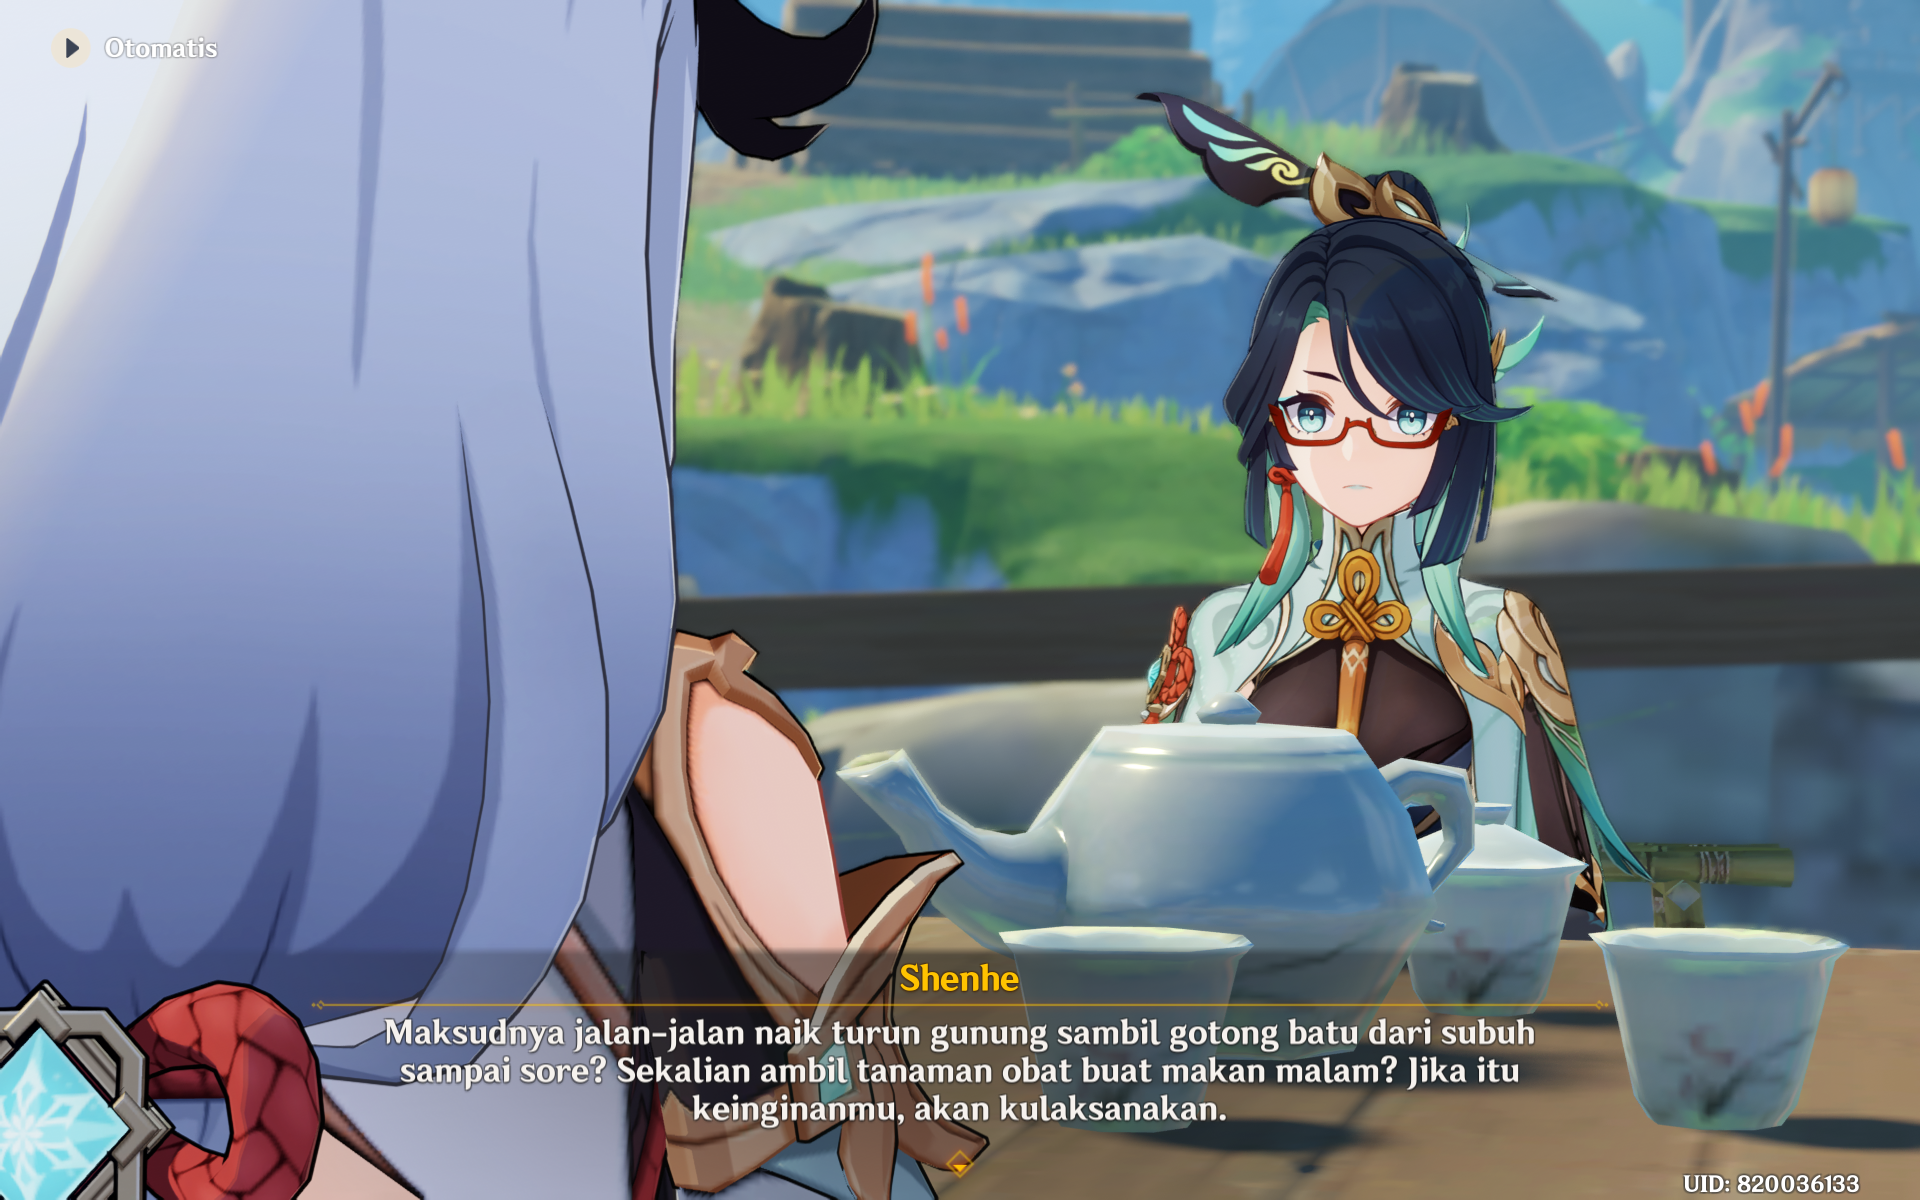 Otomatis
Shenhe
Maksudnya jalan-jalan naik turun gunung sambil gotong batu dari subuh
sampai sore? Sekalian ambil tanaman obat buat makan malam? Jika itu
keinginanmu, akan kulaksanakan.
UID: 820036133